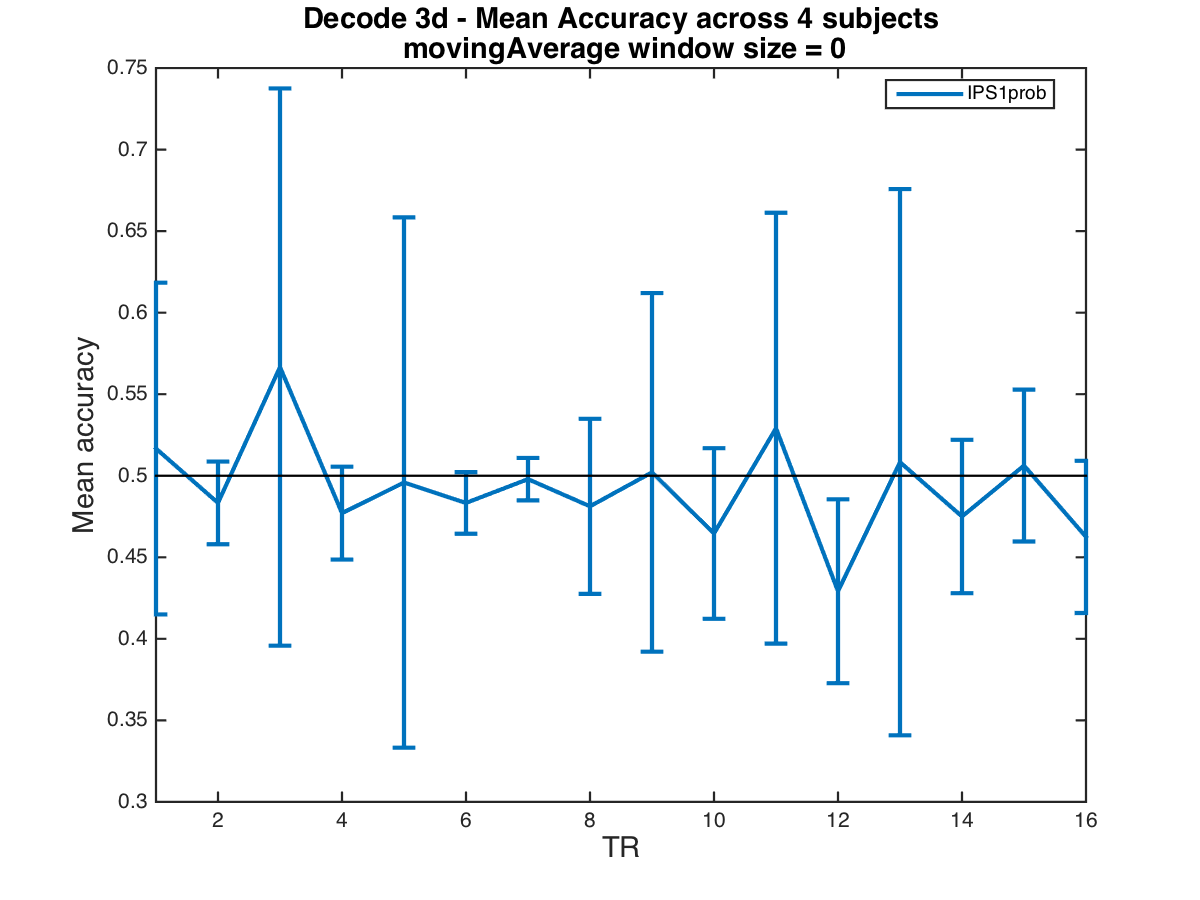 Decode 3d - Mean Accuracy across 4 subjects
movingAverage window size = 0
IPS1prob
Mean accuracy
0.75
0.7
0.65
0.6
0.55
0.5
0.45
0.4
0.35
0.3
2 4 6 8 10 12 14 16
TR